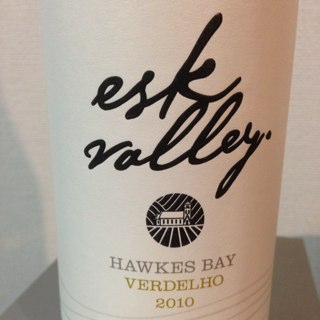 esk
valley.
HAWKES BAY
VERDELHO
2010